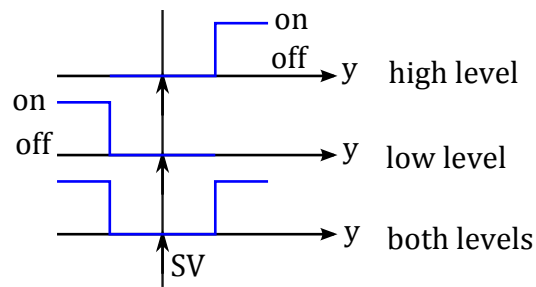 on
off
y high level
on
off
y low level
y both levels
SV